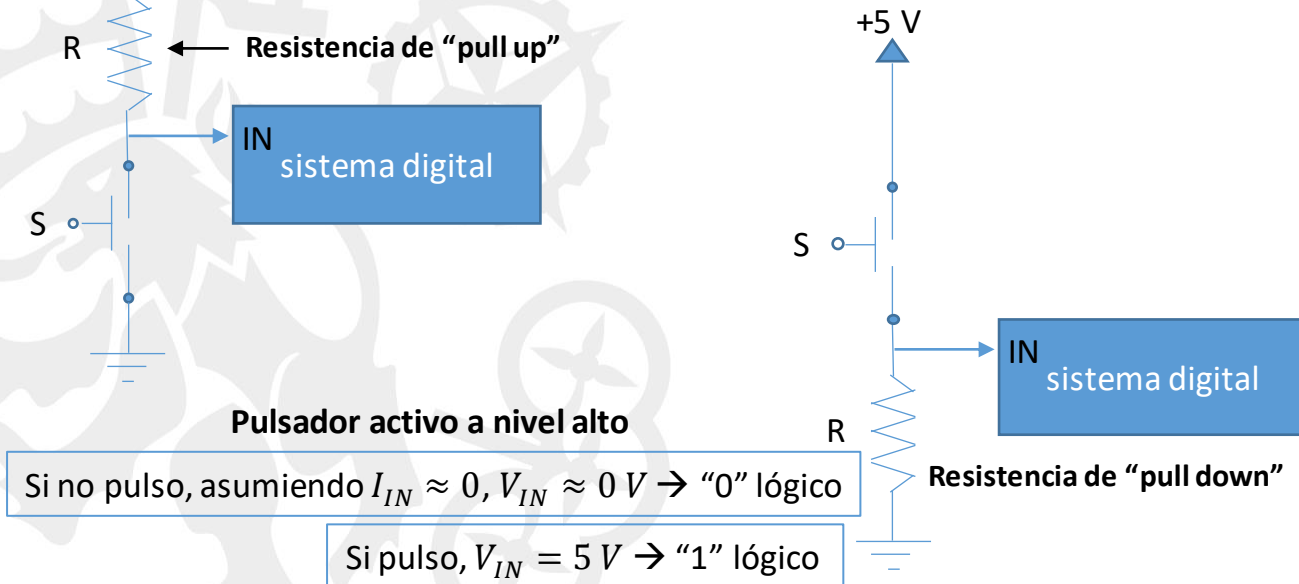 R
Resistencia de “pull up”
IN
sistema digital
S
+5 V
S
IN
sistema digital
R
Resistencia de “pull down”
Pulsador activo a nivel alto
Si no pulso, asumiendo I_IN ≈ 0, V_IN ≈ 0 V → “0” lógico
Si pulso, V_IN = 5 V → “1” lógico